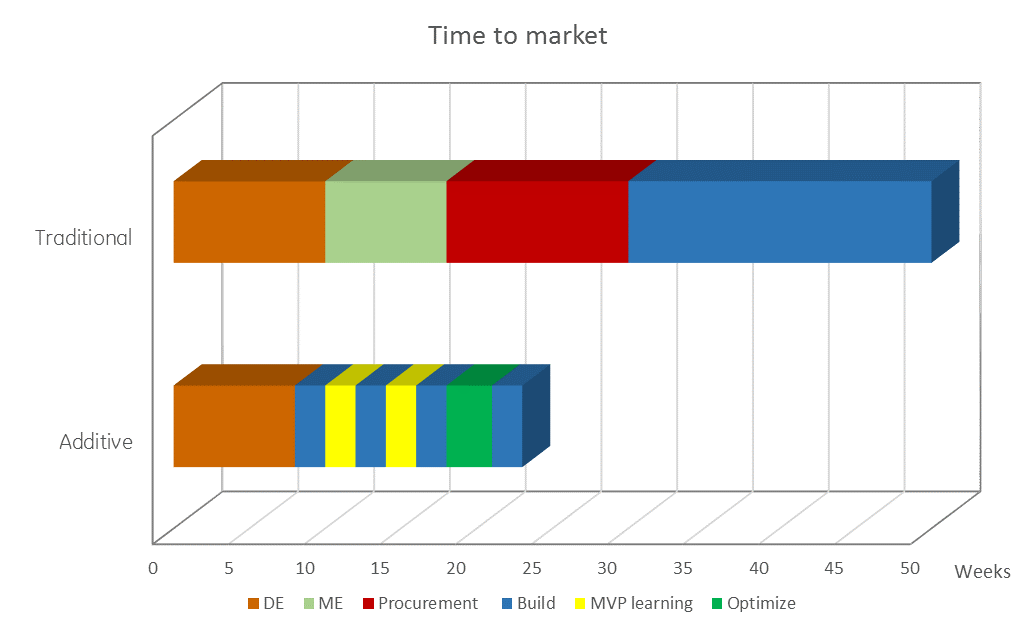 Time to market
Traditional
Additive
0 5 10 15 20 25 30 35 40 45 50 Weeks
DE ME Procurement Build MVP learning Optimize